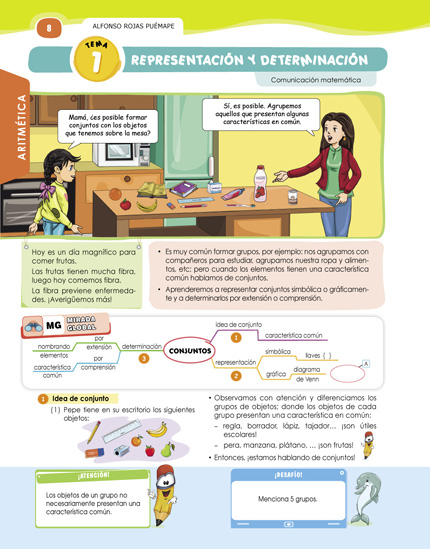 8
ALFONSO ROJAS PUÉMAPE
TEMA
1
REPRESENTACIÓN Y DETERMINACIÓN
Comunicación matemática
ARITMÉTICA
Mamá, ¿es posible formar
conjuntos con los objetos
que tenemos sobre la mesa?
Sí, es posible. Agrupemos
aquellos que presentan algunas
características en común.
Hoy es un día magnífico para
comer frutas.
Las frutas tienen mucha fibra,
luego hoy comemos fibra.
La fibra previene enfermeda-
des. ¡Averigüemos más!
• Es muy común formar grupos, por ejemplo: nos agrupamos con
compañeros para estudiar, agrupamos nuestra ropa y alimen-
tos, etc; pero cuando los elementos tienen una característica
común hablamos de conjuntos.
• Aprenderemos a representar conjuntos simbólica o gráficamen-
te y a determinarlos por extensión o comprensión.
MG MIRADA
GLOBAL
nombrando
elementos
por
extensión
característica
común
por
comprensión
determinación
3
CONJUNTOS
idea de conjunto
1
característica común
representación
2
simbólica
llaves { }
gráfica
diagrama
de Venn
A
1 Idea de conjunto
(1) Pepe tiene en su escritorio los siguientes
objetos:
• Observamos con atención y diferenciamos los
grupos de objetos; donde los objetos de cada
grupo presentan una característica en común:
– regla, borrador, lápiz, tajador... ¡son útiles
escolares!
– pera, manzana, plátano, ... ¡son frutas!
• Entonces, ¡estamos hablando de conjuntos!
¡ATENCIÓN!
Los objetos de un grupo no
necesariamente presentan una
característica común.
¡DESAFÍO!
Menciona 5 grupos.